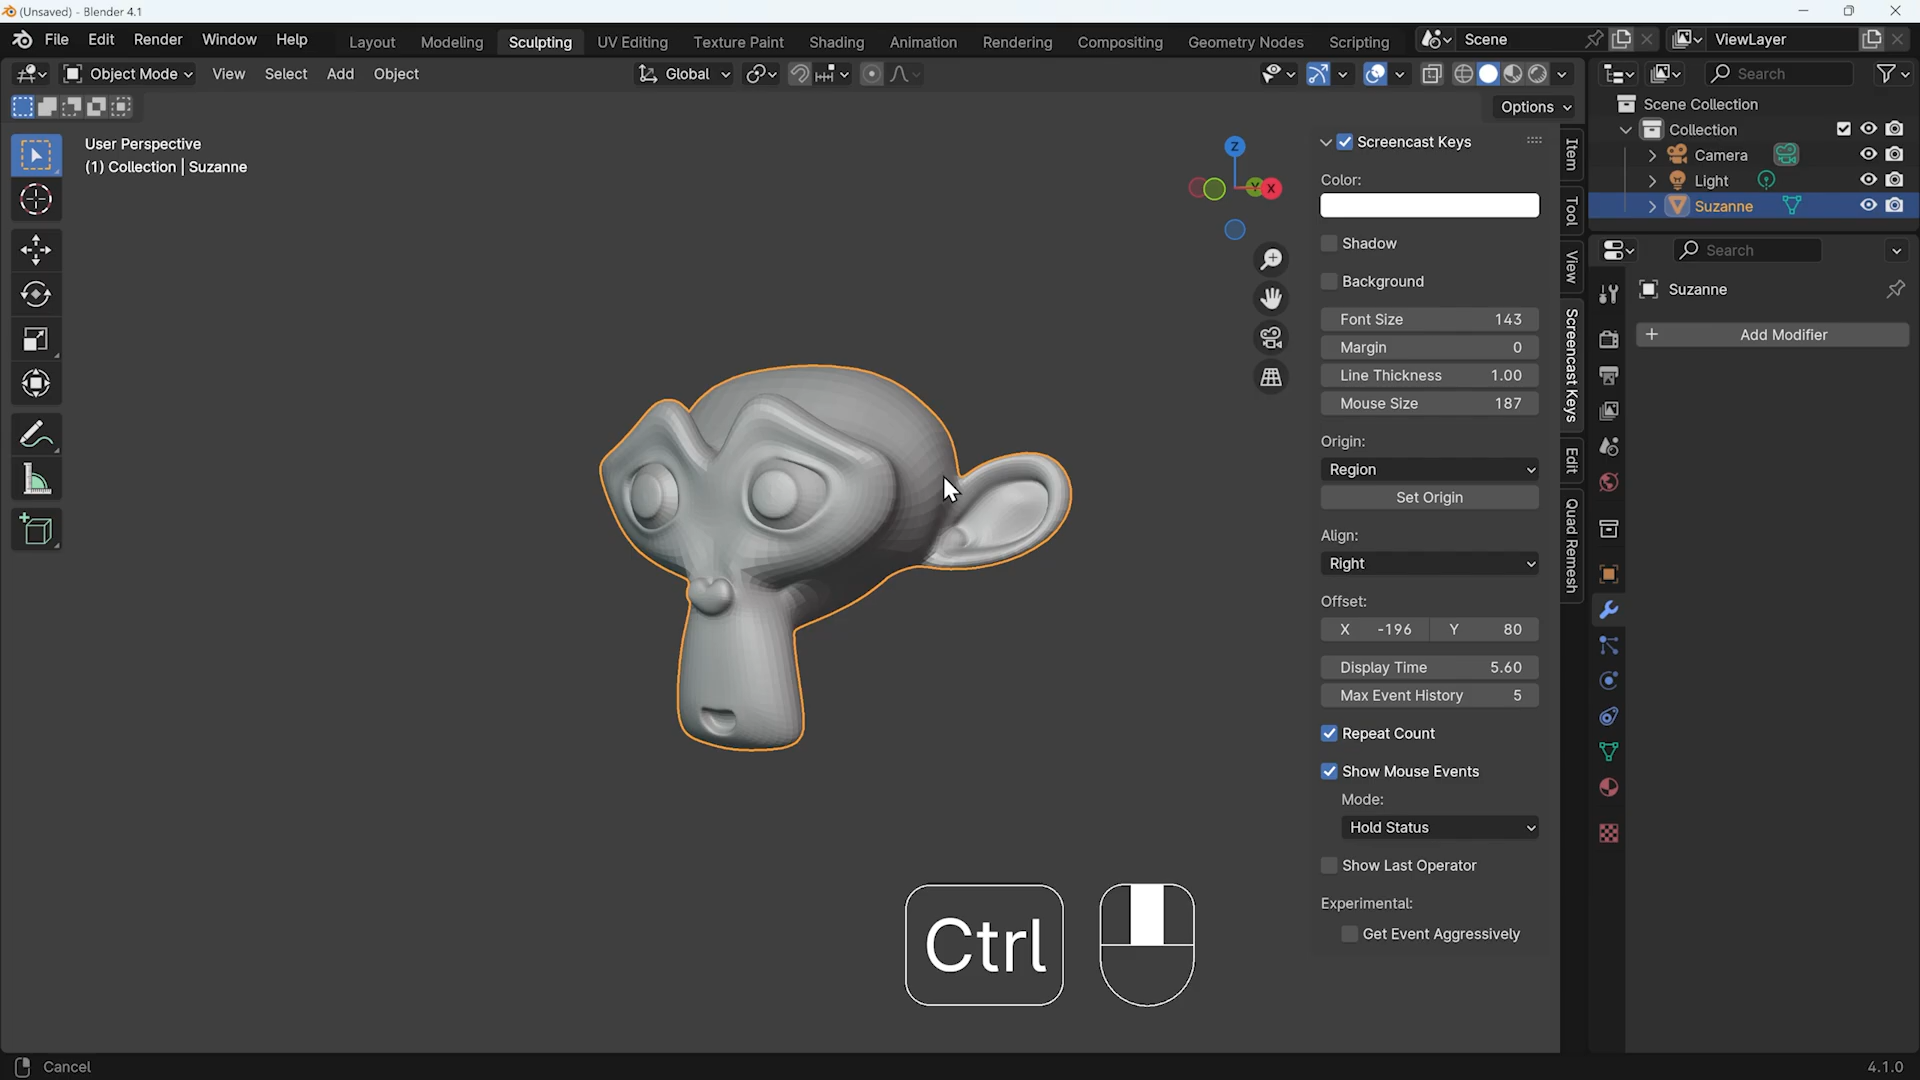 (Unsaved) - Blender 4.1
File Edit Render Window Help Layout Modeling Sculpting UV Editing Texture Paint Shading Animation Rendering Compositing Geometry Nodes Scripting Scene ViewLayer
Object Mode View Select Add Object Global Search
Options
Scene Collection
Collection
Camera
Light
Suzanne
User Perspective
(1) Collection | Suzanne
Z
Y
X
Screencast Keys
Color:
Shadow
Background
Font Size 143
Margin 0
Line Thickness 1.00
Mouse Size 187
Origin:
Region
Set Origin
Align:
Right
Offset:
X -196 Y 80
Display Time 5.60
Max Event History 5
Repeat Count
Show Mouse Events
Mode:
Hold Status
Show Last Operator
Experimental:
Get Event Aggressively
Item
Tool
View
Screencast Keys
Edit
Quad Remesh
Search
Suzanne
+ Add Modifier
Ctrl
Cancel
4.1.0